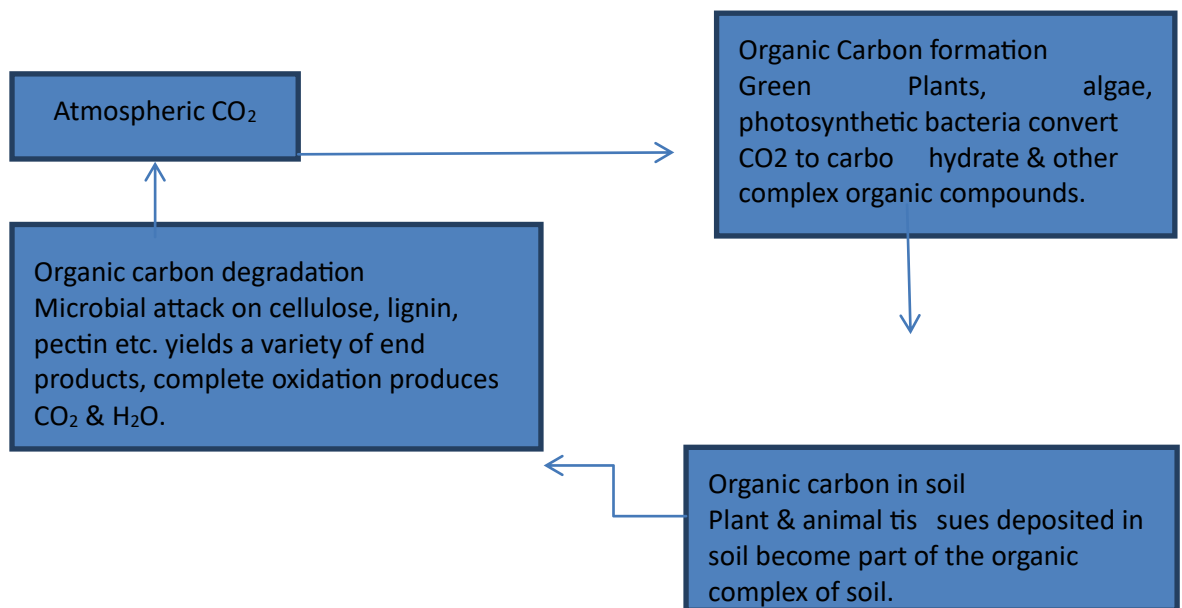 Atmospheric CO₂
Organic Carbon formation
Green Plants, algae,
photosynthetic bacteria convert
CO2 to carbo hydrate & other
complex organic compounds.
Organic carbon degradation
Microbial attack on cellulose, lignin,
pectin etc. yields a variety of end
products, complete oxidation produces
CO₂ & H₂O.
Organic carbon in soil
Plant & animal tis sues deposited in
soil become part of the organic
complex of soil.